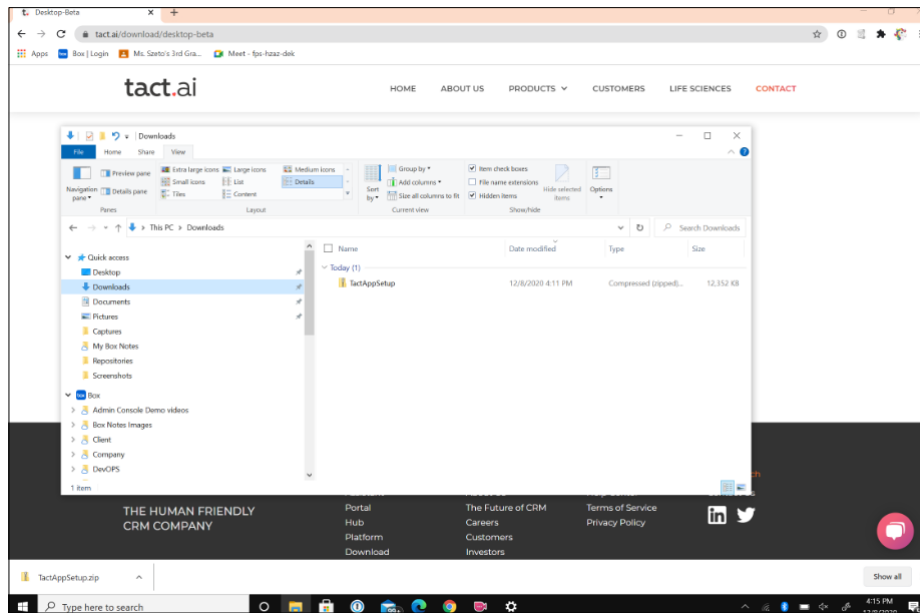 Desktop-Beta
tact.ai/download/desktop-beta
Apps Box | Login Ms. Szeto's 3rd Gra... Meet - fps-hzaz-dek
tact.ai
HOME ABOUT US PRODUCTS CUSTOMERS LIFE SCIENCES CONTACT
Downloads
File Home Share View
Navigation pane
Preview pane
Details pane
Panes
Extra large icons Large icons Medium icons
Small icons List Details
Tiles Content
Layout
Sort by
Group by
Add columns
Size all columns to fit
Current view
Item check boxes
File name extensions
Hidden items
Hide selected items
Show/hide
Options
This PC > Downloads
Search Downloads
Name Date modified Type Size
Quick access
Desktop
Downloads
Documents
Pictures
Captures
My Box Notes
Repositories
Screenshots
Box
Admin Console Demo videos
Box Notes Images
Client
Company
DevOPS
Today (1)
TactAppSetup 12/8/2020 4:11 PM Compressed (zipped)... 12,352 KB
1 item
THE HUMAN FRIENDLY
CRM COMPANY
Portal
Hub
Platform
Download
The Future of CRM
Careers
Customers
Investors
Terms of Service
Privacy Policy
TactAppSetup.zip
Show all
Type here to search
4:15 PM
12/8/2020